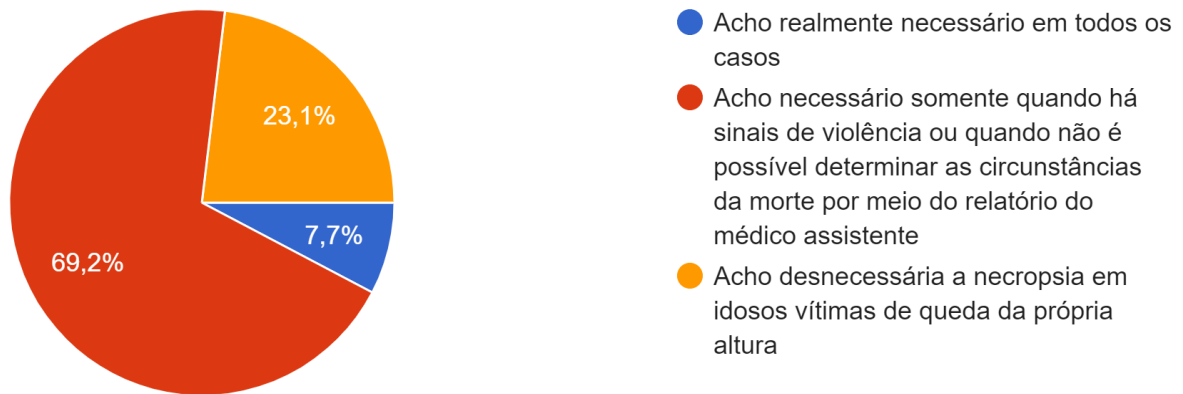 23,1%
7,7%
69,2%
Acho realmente necessário em todos os
casos
Acho necessário somente quando há
sinais de violência ou quando não é
possível determinar as circunstâncias
da morte por meio do relatório do
médico assistente
Acho desnecessária a necropsia em
idosos vítimas de queda da própria
altura